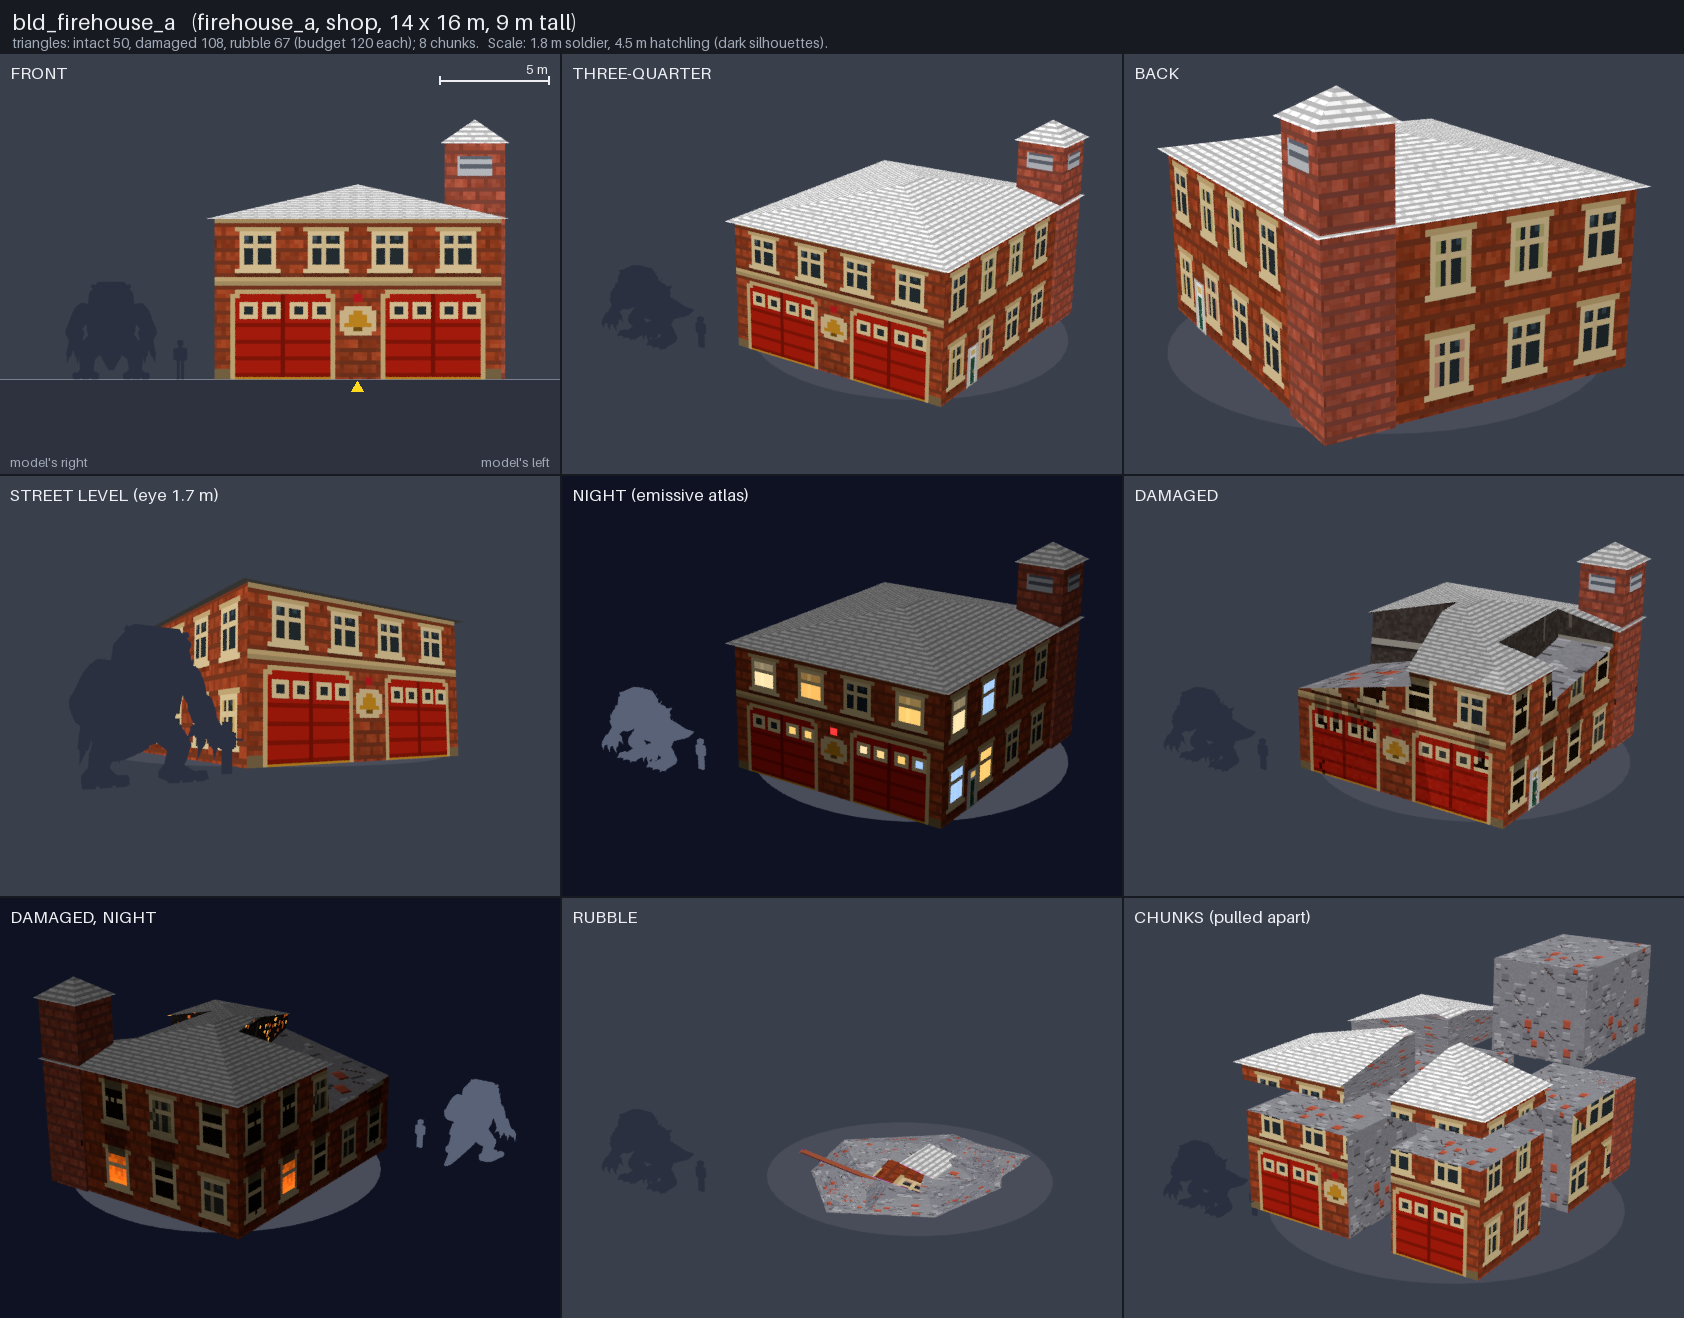 bld_firehouse_a (firehouse_a, shop, 14 x 16 m, 9 m tall)
triangles: intact 50, damaged 108, rubble 67 (budget 120 each); 8 chunks. Scale: 1.8 m soldier, 4.5 m hatchling (dark silhouettes).
FRONT
5 m
model's right
model's left
THREE-QUARTER
BACK
STREET LEVEL (eye 1.7 m)
NIGHT (emissive atlas)
DAMAGED
DAMAGED, NIGHT
RUBBLE
CHUNKS (pulled apart)